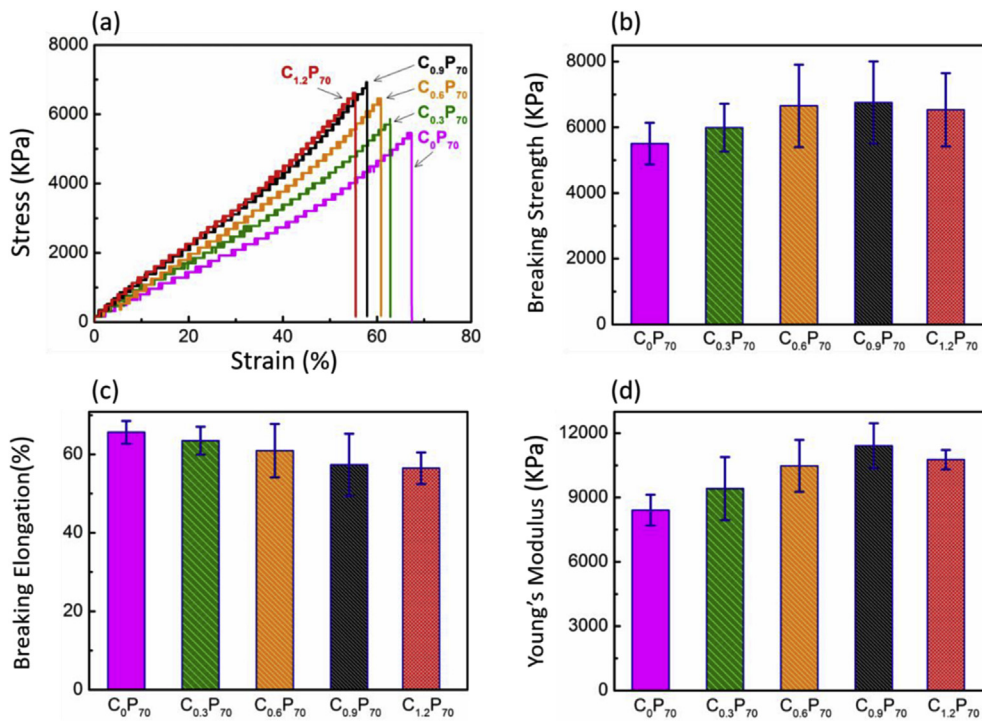 (a)
8000
6000
4000
2000
0
Stress (KPa)
C1.2P70
C0.9P70
C0.6P70
C0.3P70
C0P70
0 20 40 60 80
Strain (%)
(b)
8000
6000
4000
2000
0
Breaking Strength (KPa)
C0P70 C0.3P70 C0.6P70 C0.9P70 C1.2P70
(c)
60
40
20
0
Breaking Elongation(%)
C0P70 C0.3P70 C0.6P70 C0.9P70 C1.2P70
(d)
12000
9000
6000
3000
0
Young's Modulus (KPa)
C0P70 C0.3P70 C0.6P70 C0.9P70 C1.2P70